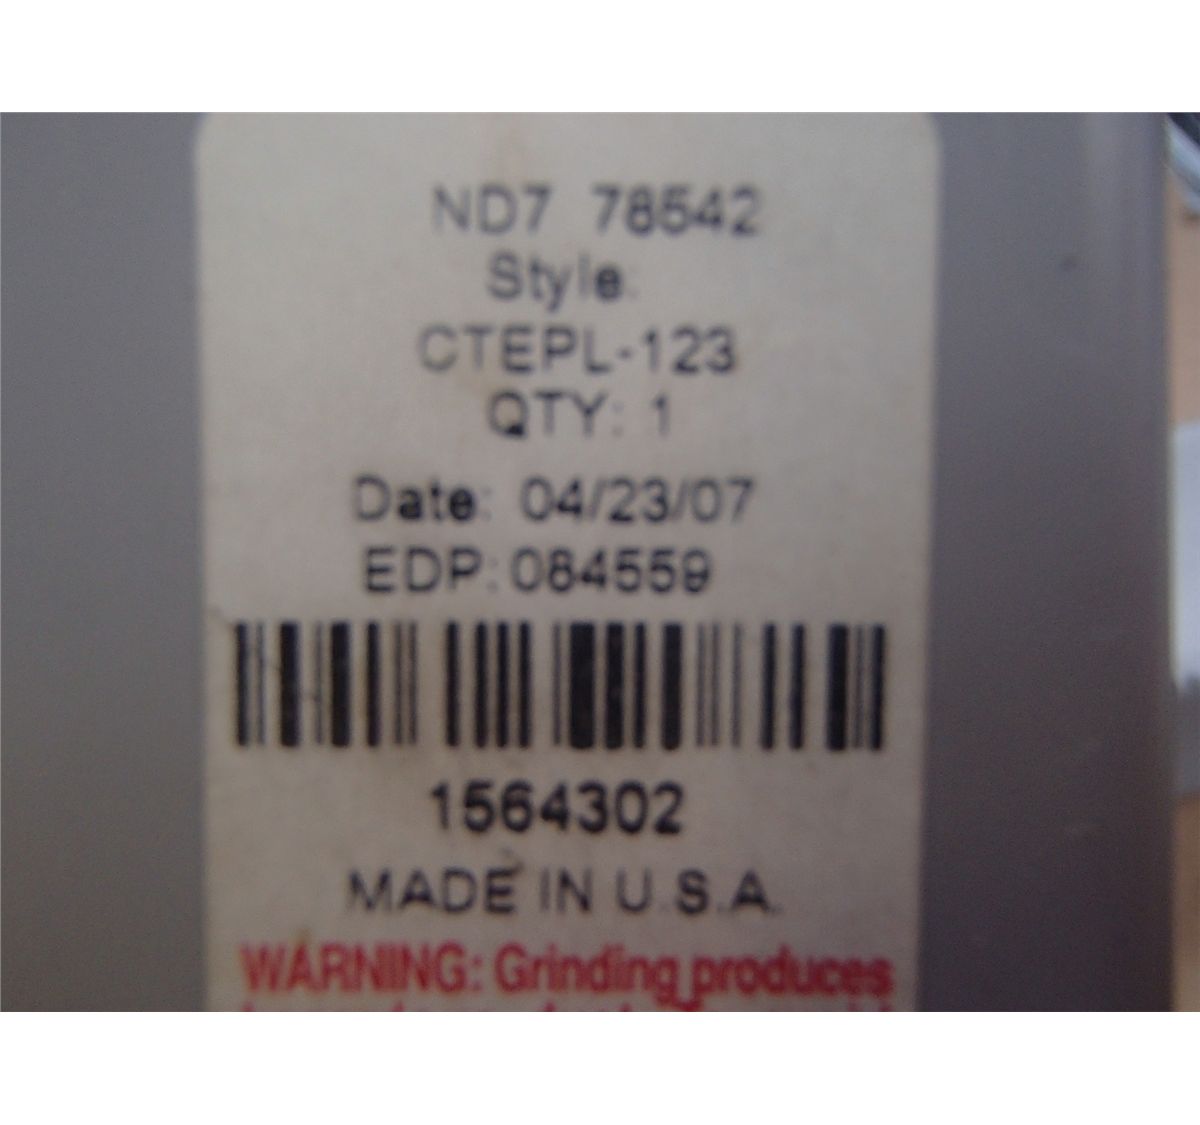 ND7 78542
Style:
CTEPL-123
QTY: 1
Date: 04/23/07
EDP: 084559
1564302
MADE IN U.S.A.
WARNING: Grinding produces